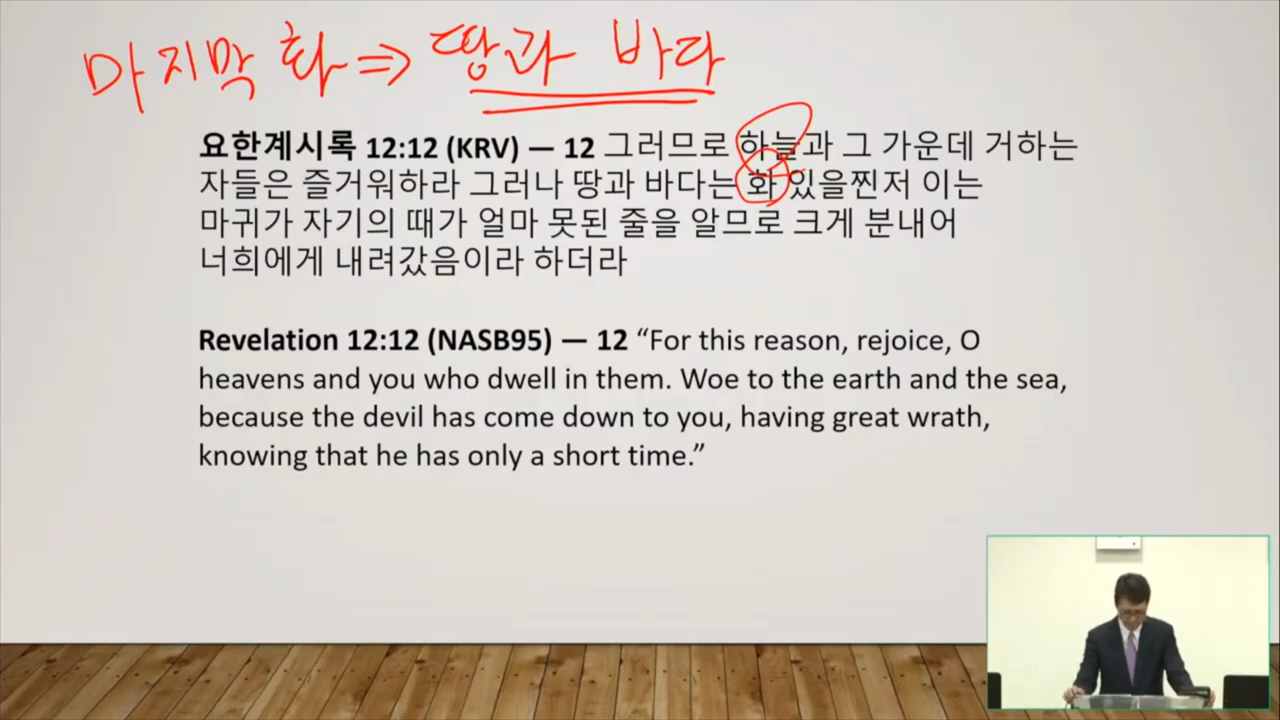 마지막 화 ⇒ 땅과 바다
요한계시록 12:12 (KRV) — 12 그러므로 하늘과 그 가운데 거하는
자들은 즐거워하라 그러나 땅과 바다는 화 있을찐저 이는
마귀가 자기의 때가 얼마 못된 줄을 알므로 크게 분내어
너희에게 내려갔음이라 하더라
Revelation 12:12 (NASB95) — 12 “For this reason, rejoice, O
heavens and you who dwell in them. Woe to the earth and the sea,
because the devil has come down to you, having great wrath,
knowing that he has only a short time.”